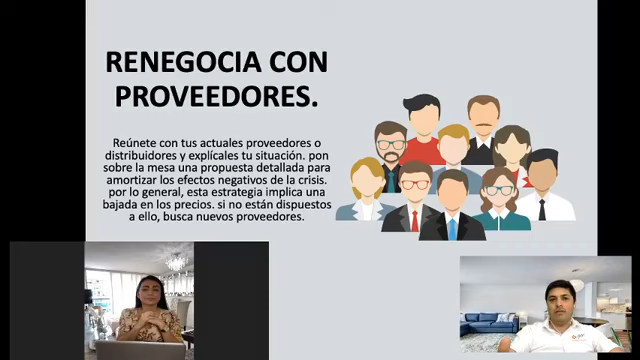 RENEGOCIA CON
PROVEEDORES.
Reúnete con tus actuales proveedores o
distribuidores y explícales tu situación. pon
sobre la mesa una propuesta detallada para
amortizar los efectos negativos de la crisis.
por lo general, esta estrategia implica una
bajada en los precios. si no están dispuestos
a ello, busca nuevos proveedores.